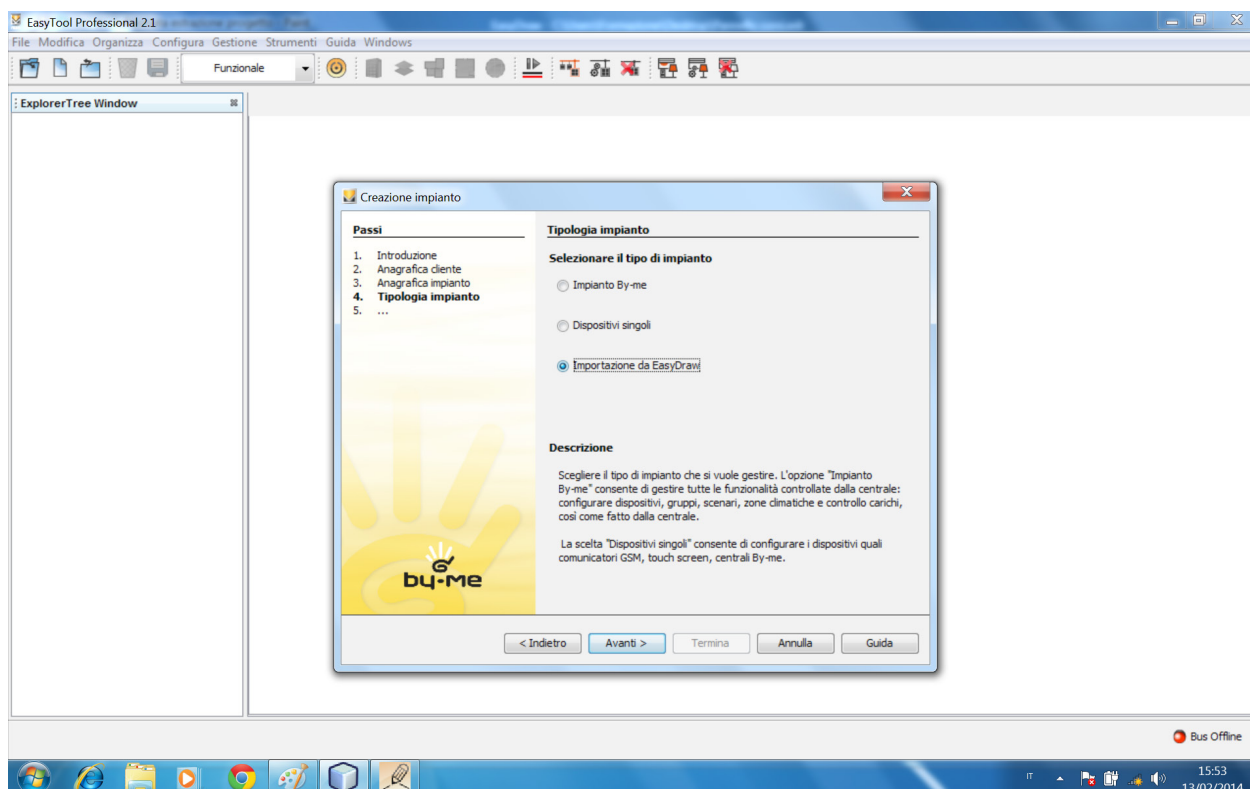 EasyTool Professional 2.1
File Modifica Organizza Configura Gestione Strumenti Guida Windows
Funzionale
ExplorerTree Window
Creazione impianto
Passi
1. Introduzione
2. Anagrafica cliente
3. Anagrafica impianto
4. Tipologia impianto
5. ...
by-me
Tipologia impianto
Selezionare il tipo di impianto
Impianto By-me
Dispositivi singoli
Importazione da EasyDraw
Descrizione
Scegliere il tipo di impianto che si vuole gestire. L'opzione "Impianto
By-me" consente di gestire tutte le funzionalità controllate dalla centrale:
configurare dispositivi, gruppi, scenari, zone climatiche e controllo carichi,
così come fatto dalla centrale.
La scelta "Dispositivi singoli" consente di configurare i dispositivi quali
comunicatori GSM, touch screen, centrali By-me.
< Indietro
Avanti >
Termina
Annulla
Guida
Bus Offline
IT
15:53
13/02/2014